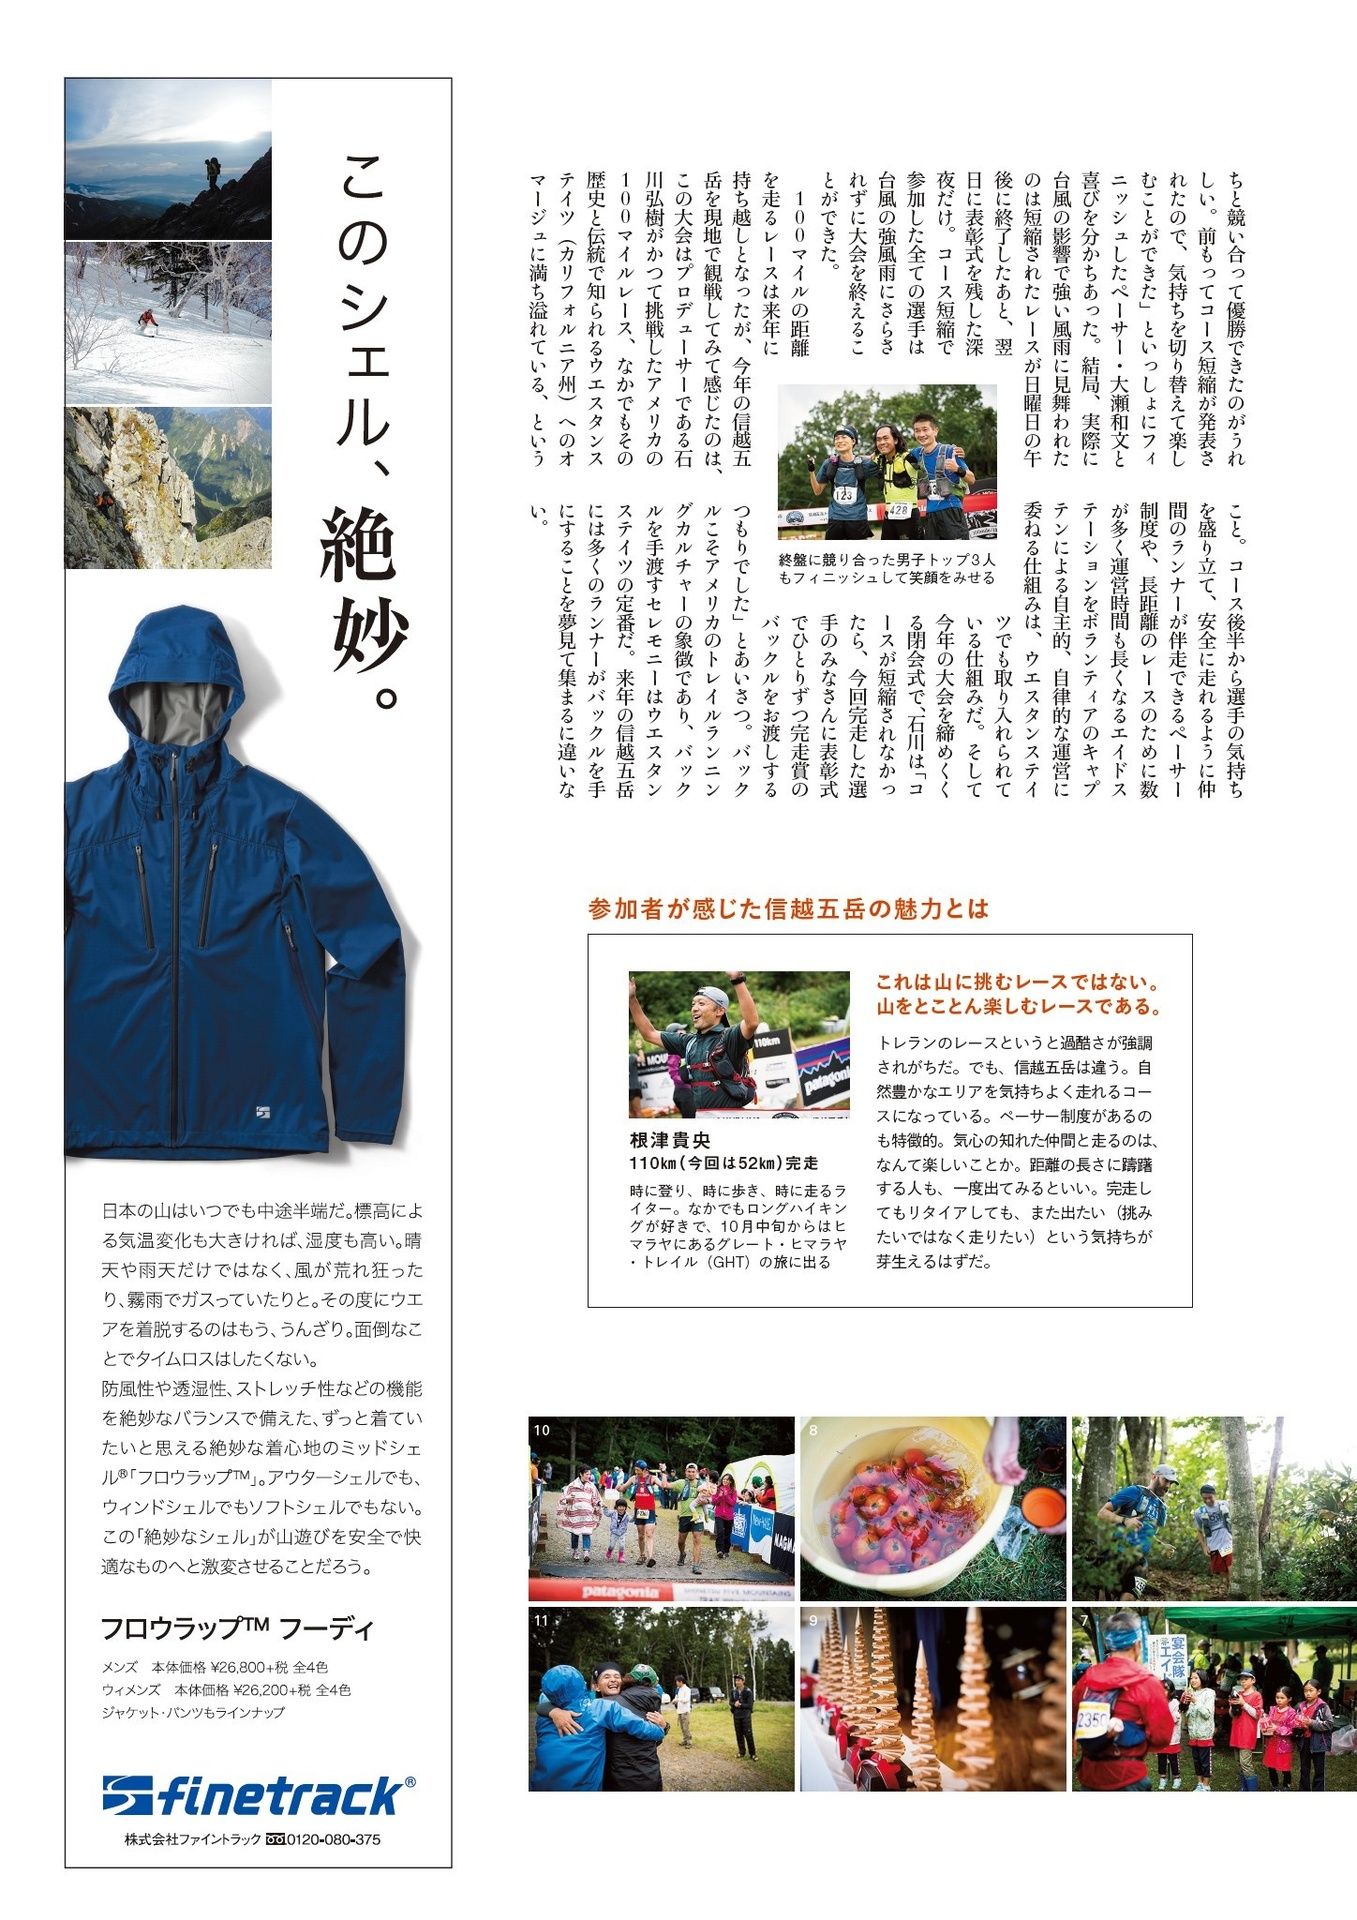 ちと競い合って優勝できたのがうれ
しい。前もってコース短縮が発表さ
れたので、気持ちを切り替えて楽し
むことができた」といっしょにフィ
ニッシュしたペーサー・大瀬和文と
喜びを分かちあった。結局、実際に
台風の影響で強い風雨に見舞われた
のは短縮されたレースが日曜日の午
後に終了したあと、翌
日に表彰式を残した深
夜だけ。コース短縮で
参加した全ての選手は
台風の強風雨にさらさ
れずに大会を終えるこ
とができた。
100マイルの距離
を走るレースは来年に
持ち越しとなったが、今年の信越五
岳を現地で観戦してみて感じたのは、
この大会はプロデューサーである石
川弘樹がかつて挑戦したアメリカの
100マイルレース、なかでもその
歴史と伝統で知られるウエスタンス
テイツ（カリフォルニア州）へのオ
マージュに満ち溢れている、という
こと。コース後半から選手の気持ち
を盛り立て、安全に走れるように仲
間のランナーが伴走できるペーサー
制度や、長距離のレースのために数
が多く運営時間も長くなるエイドス
テーションをボランティアのキャプ
テンによる自主的、自律的な運営に
委ねる仕組みは、ウエスタンステイ
ツでも取り入れられて
いる仕組みだ。そして
今年の大会を締めくく
る閉会式で、石川は「コ
ースが短縮されなかっ
たら、今回完走した選
手のみなさんに表彰式
でひとりずつ完走賞の
バックルをお渡しする
つもりでした」とあいさつ。バック
ルこそアメリカのトレイルランニン
グカルチャーの象徴であり、バック
ルを手渡すセレモニーはウエスタン
ステイツの定番だ。来年の信越五岳
には多くのランナーがバックルを手
にすることを夢見て集まるに違いな
い。
123
428
終盤に競り合った男子トップ3人
もフィニッシュして笑顔をみせる
参加者が感じた信越五岳の魅力とは
110km
patagonia
根津貴央
110km（今回は52km）完走
時に登り、時に歩き、時に走るラ
イター。なかでもロングハイキン
グが好きで、10月中旬からはヒ
マラヤにあるグレート・ヒマラヤ
・トレイル（GHT）の旅に出る
これは山に挑むレースではない。
山をとことん楽しむレースである。
トレランのレースというと過酷さが強調
されがちだ。でも、信越五岳は違う。自
然豊かなエリアを気持ちよく走れるコー
スになっている。ペーサー制度があるの
も特徴的。気心の知れた仲間と走るのは、
なんて楽しいことか。距離の長さに躊躇
する人も、一度出てみるといい。完走し
てもリタイアしても、また出たい（挑み
たいではなく走りたい）という気持ちが
芽生えるはずだ。
6
7
宴会隊
2350
8
9
10
patagonia
SHINETSU FIVE MOUNTAINS
11
このシェル、絶妙。
日本の山はいつでも中途半端だ。標高によ
る気温変化も大きければ、湿度も高い。晴
天や雨天だけではなく、風が荒れ狂った
り、霧雨でガスっていたりと。その度にウエ
アを着脱するのはもう、うんざり。面倒なこ
とでタイムロスはしたくない。
防風性や透湿性、ストレッチ性などの機能
を絶妙なバランスで備えた、ずっと着てい
たいと思える絶妙な着心地のミッドシェ
ル®「フロウラップ™」。アウターシェルでも、
ウィンドシェルでもソフトシェルでもない。
この「絶妙なシェル」が山遊びを安全で快
適なものへと激変させることだろう。
フロウラップ™ フーディ
メンズ 本体価格 ¥26,800+税 全4色
ウィメンズ 本体価格 ¥26,200+税 全4色
ジャケット・パンツもラインナップ
finetrack®
株式会社ファイントラック 0120-080-375